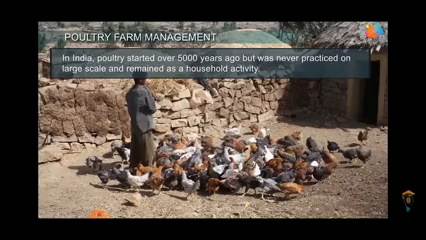 POULTRY FARM MANAGEMENT
In India, poultry started over 5000 years ago but was never practiced on
large scale and remained as a household activity.